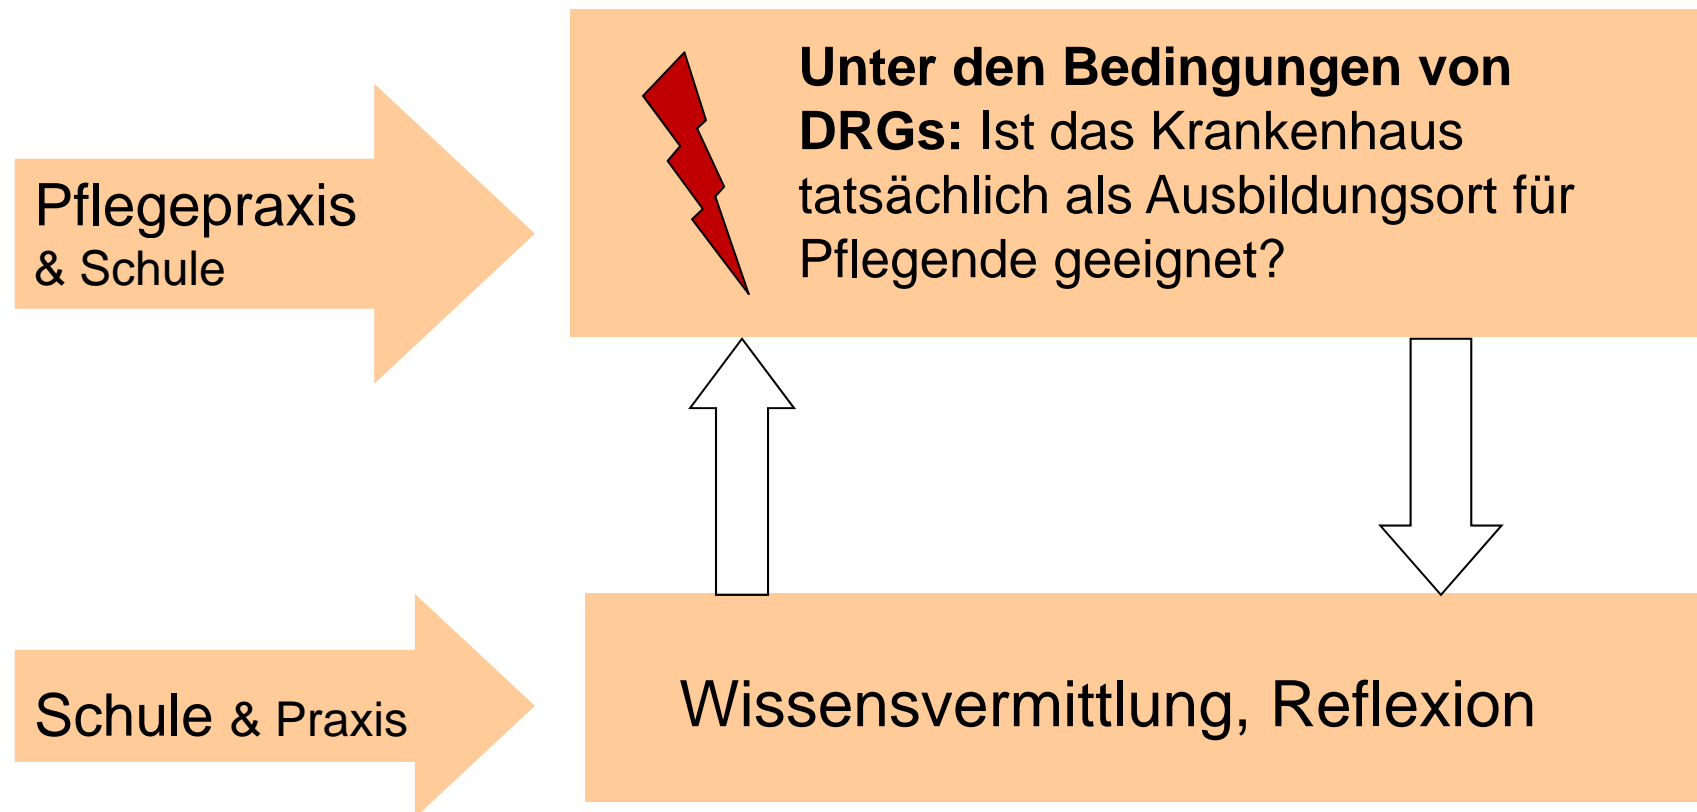 Unter den Bedingungen von
DRGs: Ist das Krankenhaus
tatsächlich als Ausbildungsort für
Pflegende geeignet?
Pflegepraxis
& Schule
Schule & Praxis
Wissensvermittlung, Reflexion